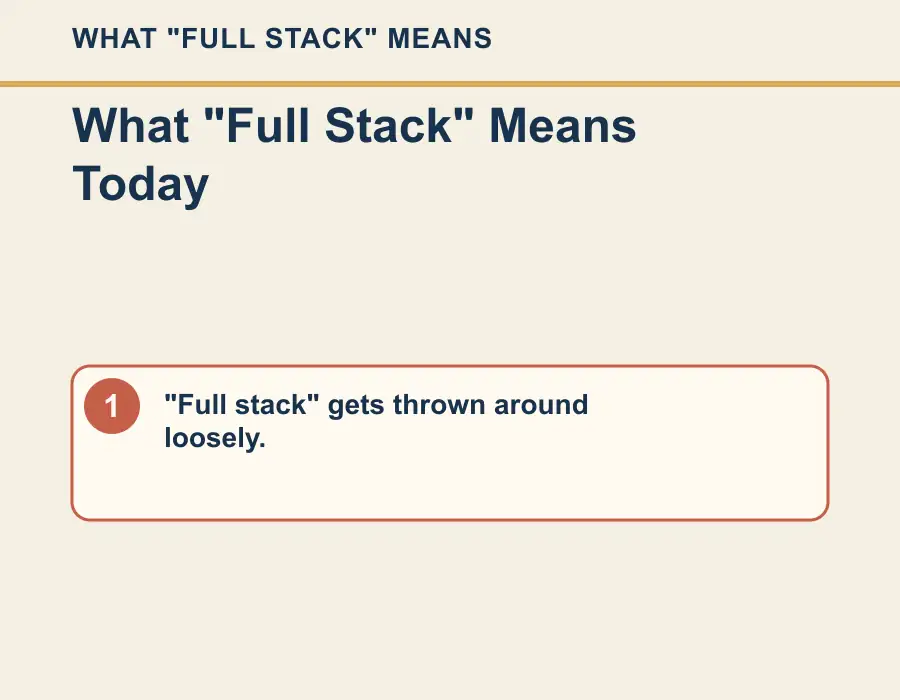 WHAT "FULL STACK" MEANS
What "Full Stack" Means
Today
1
"Full stack" gets thrown around
loosely.